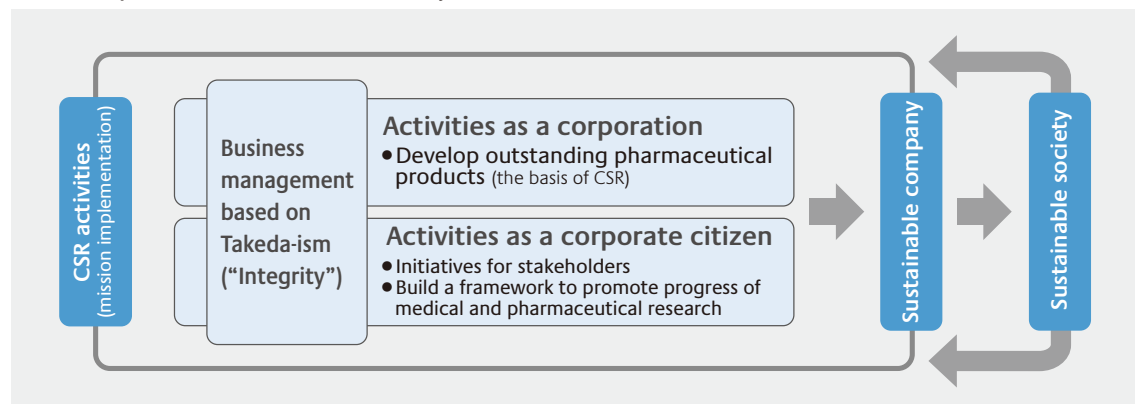 CSR activities
(mission implementation)
Business
management
based on
Takeda-ism
(“Integrity”)
Activities as a corporation
●Develop outstanding pharmaceutical
products (the basis of CSR)
Activities as a corporate citizen
●Initiatives for stakeholders
●Build a framework to promote progress of
medical and pharmaceutical research
Sustainable company
Sustainable society